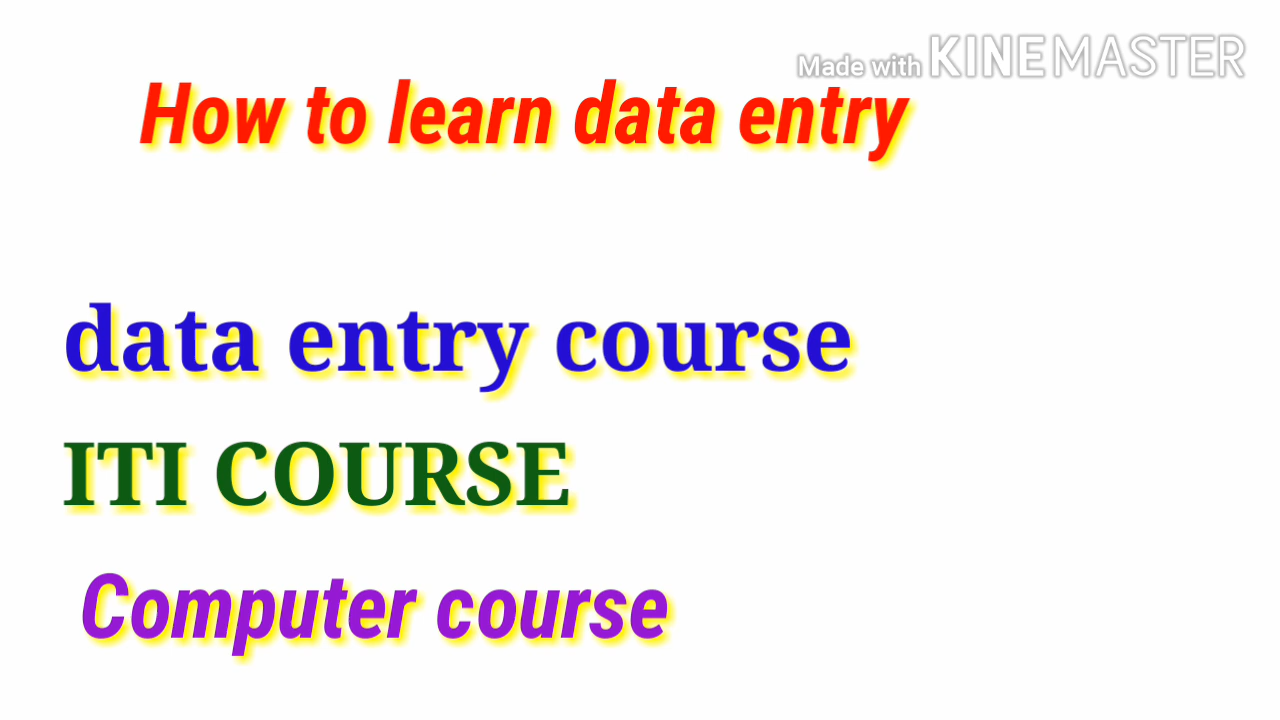 Made with KINEMASTER
How to learn data entry
data entry course
ITI COURSE
Computer course